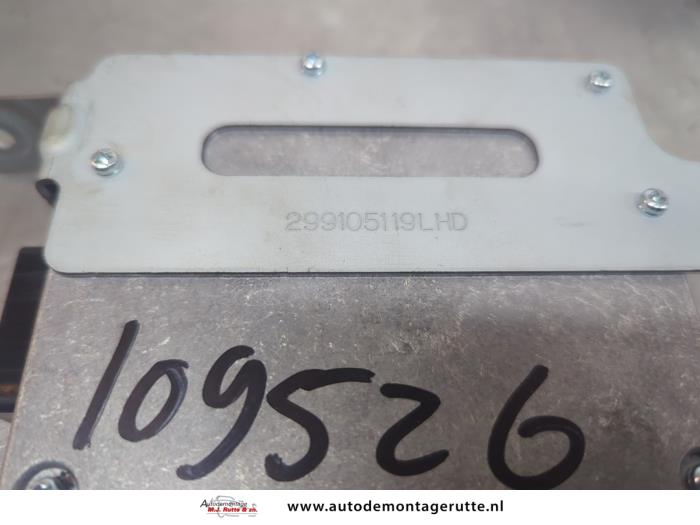 299105119LHD
109526
Autodemontage
M.J. Rutte & zn.
www.autodemontagerutte.nl